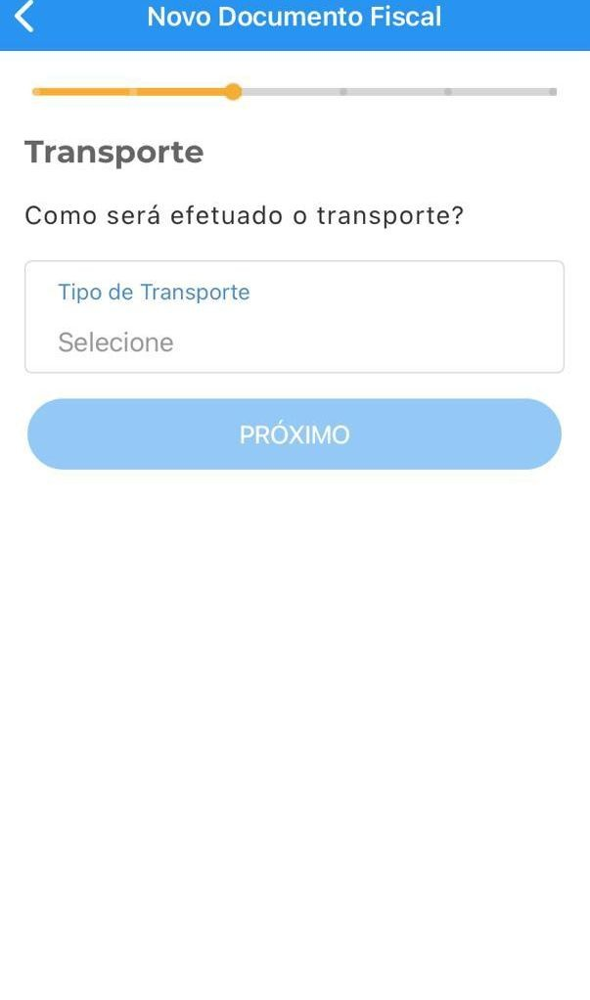 Novo Documento Fiscal
Transporte
Como será efetuado o transporte?
Tipo de Transporte
Selecione
PRÓXIMO